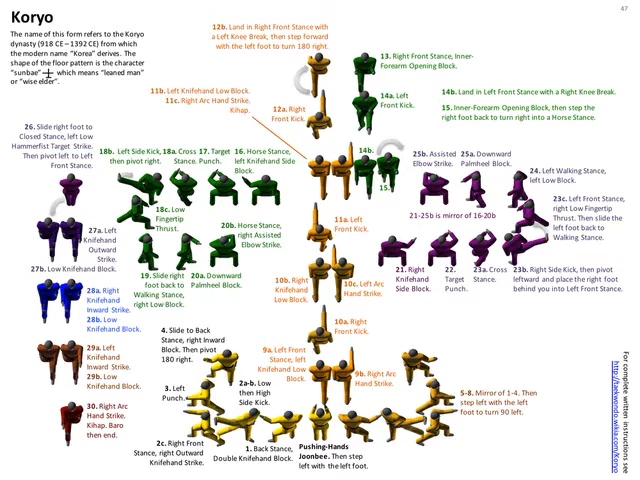 47
Koryo
The name of this form refers to the Koryo
dynasty (918 CE – 1392 CE) from which
the modern name “Korea” derives. The
shape of the floor pattern is the character
“sunbae” which means “leaned man”
or “wise elder”.
12b. Land in Right Front Stance with
a Left Knee Break, then step forward
with the left foot to turn 180 right.
13. Right Front Stance, Inner-
Forearm Opening Block.
11b. Left Knifehand Low Block.
11c. Right Arc Hand Strike.
Kihap.
12a. Right
Front Kick.
14a. Left
Front Kick.
14b. Land in Left Front Stance with a Right Knee Break.
15. Inner-Forearm Opening Block, then step the
right foot back to turn right into a Horse Stance.
26. Slide right foot to
Closed Stance, left Low
Hammerfist Target Strike.
Then pivot left to Left
Front Stance.
18b. Left Side Kick,
then pivot right.
18a. Cross
Stance.
17. Target
Punch.
16. Horse Stance,
left Knifehand Side
Block.
14b.
15.
25b. Assisted
Elbow Strike.
25a. Downward
Palmheel Block.
24. Left Walking Stance,
left Low Block.
18c. Low
Fingertip
Thrust.
23c. Left Front Stance,
right Low Fingertip
Thrust. Then slide the
left foot back to
Walking Stance.
27a. Left
Knifehand
Outward
Strike.
27b. Low Knifehand Block.
20b. Horse Stance,
right Assisted
Elbow Strike.
11a. Left
Front Kick.
21-25b is mirror of 16-20b
19. Slide right
foot back to
Walking Stance,
right Low Block.
20a. Downward
Palmheel Block.
10b. Right
Knifehand
Low Block.
10c. Left Arc
Hand Strike.
21. Right
Knifehand
Side Block.
22.
Target
Punch.
23a. Cross
Stance.
23b. Right Side Kick, then pivot
leftward and place the right foot
behind you into Left Front Stance.
28a. Right
Knifehand
Inward Strike.
28b. Low
Knifehand Block.
4. Slide to Back
Stance, right Inward
Block. Then pivot
180 right.
10a. Right
Front Kick.
29a. Left
Knifehand
Inward Strike.
29b. Low
Knifehand Block.
9a. Left Front
Stance, left
Knifehand Low
Block.
9b. Right Arc
Hand Strike.
3. Left
Punch.
2a-b. Low
then High
Side Kick.
5-8. Mirror of 1-4. Then
step left with the left
foot to turn 90 left.
30. Right Arc
Hand Strike.
Kihap. Baro
then end.
2c. Right Front
Stance, right Outward
Knifehand Strike.
1. Back Stance,
Double Knifehand Block.
Pushing-Hands
Joonbee. Then step
left with the left foot.
For complete written instructions see
http://taekwondo.wikia.com/Koryo